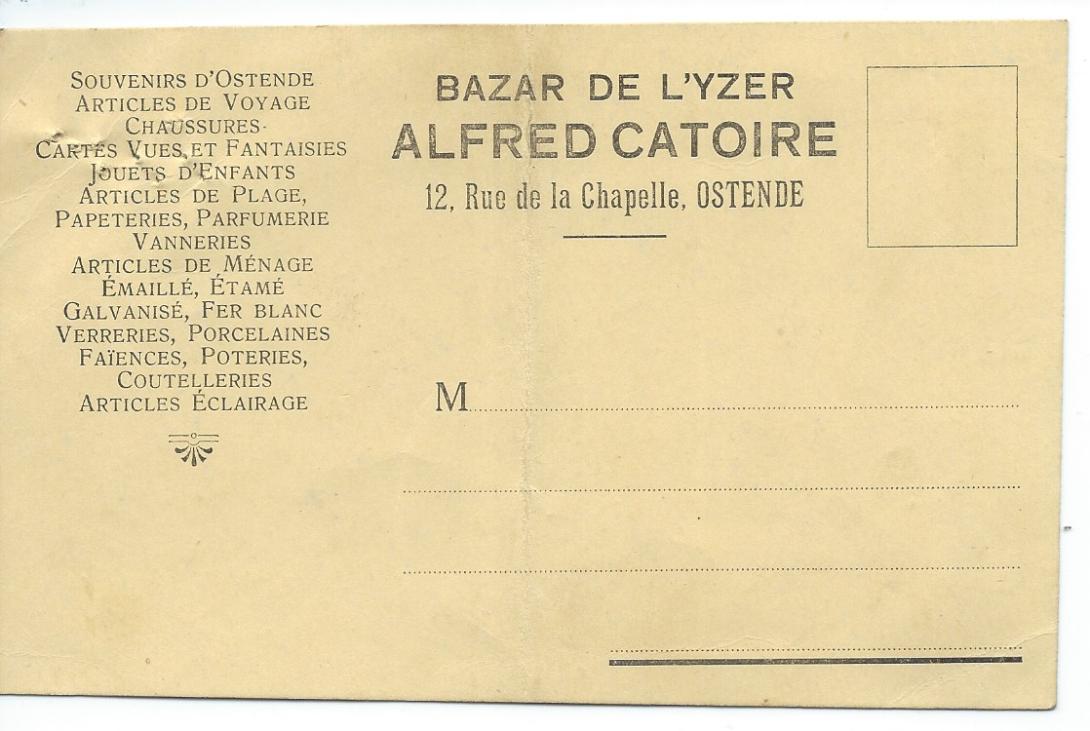 SOUVENIRS D'OSTENDE
ARTICLES DE VOYAGE
CHAUSSURES
CARTES VUES ET FANTAISIES
JOUETS D'ENFANTS
ARTICLES DE PLAGE,
PAPETERIES, PARFUMERIE
VANNERIES
ARTICLES DE MÉNAGE
ÉMAILLÉ, ÉTAMÉ
GALVANISÉ, FER BLANC
VERRERIES, PORCELAINES
FAÏENCES, POTERIES,
COUTELLERIES
ARTICLES ÉCLAIRAGE
BAZAR DE L'YZER
ALFRED CATOIRE
12, Rue de la Chapelle, OSTENDE
M